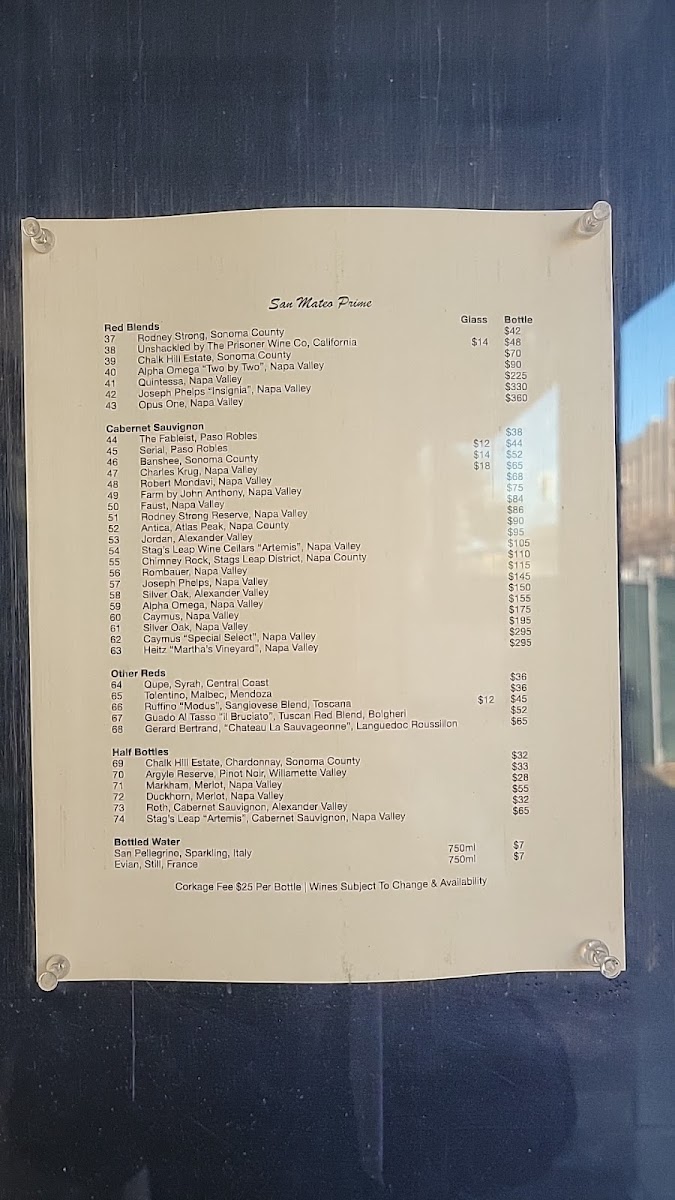 San Mateo Prime
Glass Bottle
Red Blends
37 Rodney Strong, Sonoma County $42
38 Unshackled by The Prisoner Wine Co, California $14 $48
39 Chalk Hill Estate, Sonoma County $70
40 Alpha Omega "Two by Two", Napa Valley $90
41 Quintessa, Napa Valley $225
42 Joseph Phelps "Insignia", Napa Valley $330
43 Opus One, Napa Valley $360
Cabernet Sauvignon
44 The Fableist, Paso Robles $38
45 Serial, Paso Robles $12 $44
46 Banshee, Sonoma County $14 $52
47 Charles Krug, Napa Valley $18 $65
48 Robert Mondavi, Napa Valley $68
49 Farm by John Anthony, Napa Valley $75
50 Faust, Napa Valley $84
51 Rodney Strong Reserve, Napa Valley $86
52 Antica, Atlas Peak, Napa County $90
53 Jordan, Alexander Valley $95
54 Stag's Leap Wine Cellars "Artemis", Napa Valley $105
55 Chimney Rock, Stags Leap District, Napa County $110
56 Rombauer, Napa Valley $115
57 Joseph Phelps, Napa Valley $145
58 Silver Oak, Alexander Valley $150
59 Alpha Omega, Napa Valley $155
60 Caymus, Napa Valley $175
61 Silver Oak, Napa Valley $195
62 Caymus "Special Select", Napa Valley $295
63 Heitz "Martha's Vineyard", Napa Valley $295
Other Reds
64 Qupe, Syrah, Central Coast $36
65 Tolentino, Malbec, Mendoza $36
66 Ruffino "Modus", Sangiovese Blend, Toscana $12 $45
67 Guado Al Tasso "il Bruciato", Tuscan Red Blend, Bolgheri $52
68 Gerard Bertrand, "Chateau La Sauvageonne", Languedoc Roussillon $65
Half Bottles
69 Chalk Hill Estate, Chardonnay, Sonoma County $32
70 Argyle Reserve, Pinot Noir, Willamette Valley $33
71 Markham, Merlot, Napa Valley $28
72 Duckhorn, Merlot, Napa Valley $55
73 Roth, Cabernet Sauvignon, Alexander Valley $32
74 Stag's Leap "Artemis", Cabernet Sauvignon, Napa Valley $65
Bottled Water
San Pellegrino, Sparkling, Italy 750ml $7
Evian, Still, France 750ml $7
Corkage Fee $25 Per Bottle | Wines Subject To Change & Availability